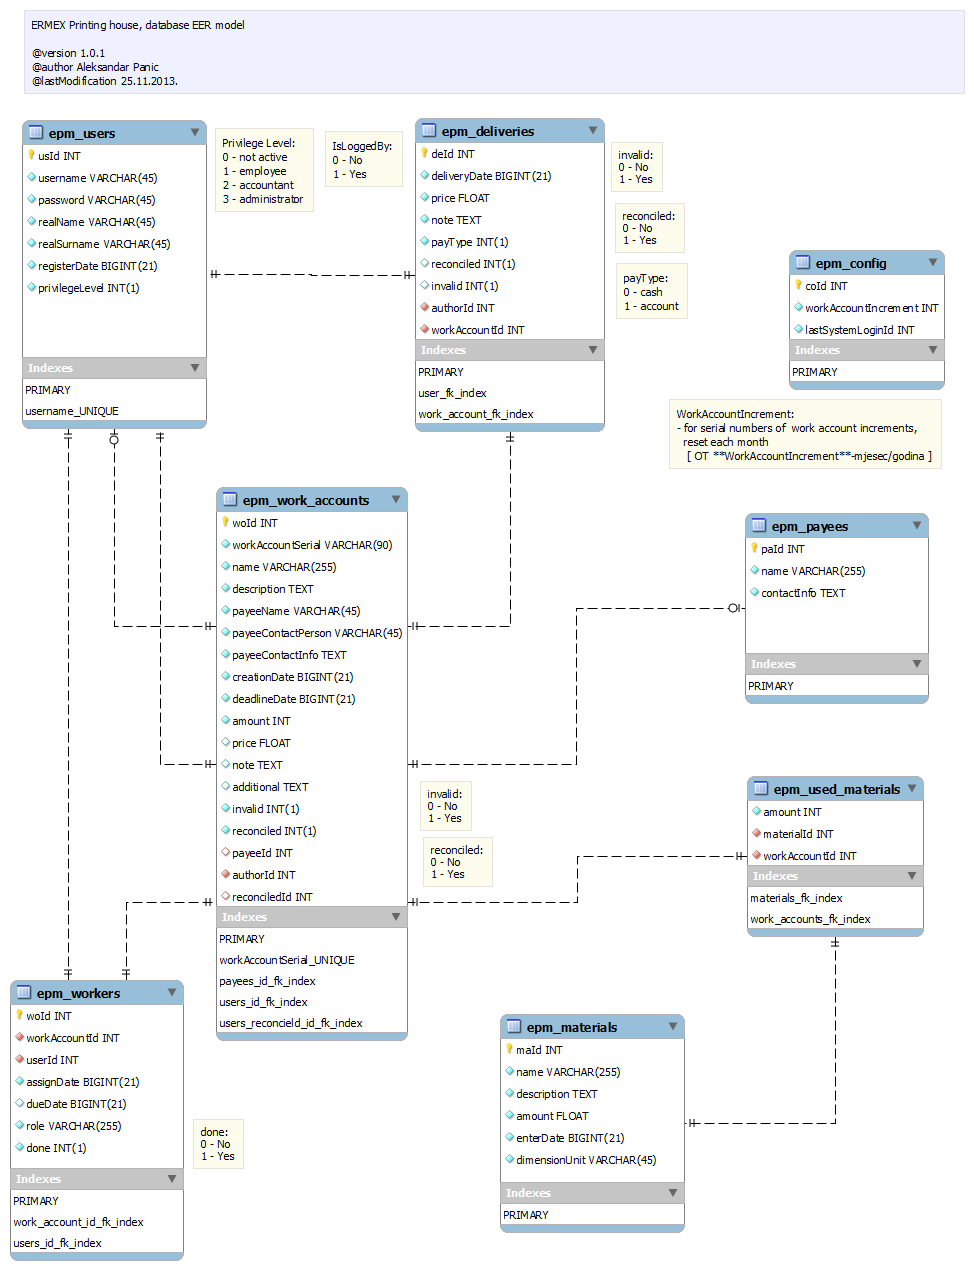 ERMEX Printing house, database EER model
@version 1.0.1
@author Aleksandar Panic
@lastModification 25.11.2013.
epm_users
usId INT
username VARCHAR(45)
password VARCHAR(45)
realName VARCHAR(45)
realSurname VARCHAR(45)
registerDate BIGINT(21)
privilegeLevel INT(1)
Indexes
PRIMARY
username_UNIQUE
Privilege Level:
0 - not active
1 - employee
2 - accountant
3 - administrator
IsLoggedBy:
0 - No
1 - Yes
epm_deliveries
deId INT
deliveryDate BIGINT(21)
price FLOAT
note TEXT
payType INT(1)
reconciled INT(1)
invalid INT(1)
authorId INT
workAccountId INT
Indexes
PRIMARY
user_fk_index
work_account_fk_index
invalid:
0 - No
1 - Yes
reconciled:
0 - No
1 - Yes
payType:
0 - cash
1 - account
epm_config
coId INT
workAccountIncrement INT
lastSystemLoginId INT
Indexes
PRIMARY
WorkAccountIncrement:
- for serial numbers of work account increments,
reset each month
[ OT **WorkAccountIncrement**-mjesec/godina ]
epm_work_accounts
woId INT
workAccountSerial VARCHAR(90)
name VARCHAR(255)
description TEXT
payeeName VARCHAR(45)
payeeContactPerson VARCHAR(45)
payeeContactInfo TEXT
creationDate BIGINT(21)
deadlineDate BIGINT(21)
amount INT
price FLOAT
note TEXT
additional TEXT
invalid INT(1)
reconciled INT(1)
payeeId INT
authorId INT
reconciledId INT
Indexes
PRIMARY
workAccountSerial_UNIQUE
payees_id_fk_index
users_id_fk_index
users_reconcieId_id_fk_index
epm_payees
paId INT
name VARCHAR(255)
contactInfo TEXT
Indexes
PRIMARY
invalid:
0 - No
1 - Yes
reconciled:
0 - No
1 - Yes
epm_used_materials
amount INT
materialId INT
workAccountId INT
Indexes
materials_fk_index
work_accounts_fk_index
epm_workers
woId INT
workAccountId INT
userId INT
assignDate BIGINT(21)
dueDate BIGINT(21)
role VARCHAR(255)
done INT(1)
Indexes
PRIMARY
work_account_id_fk_index
users_id_fk_index
done:
0 - No
1 - Yes
epm_materials
maId INT
name VARCHAR(255)
description TEXT
amount FLOAT
enterDate BIGINT(21)
dimensionUnit VARCHAR(45)
Indexes
PRIMARY